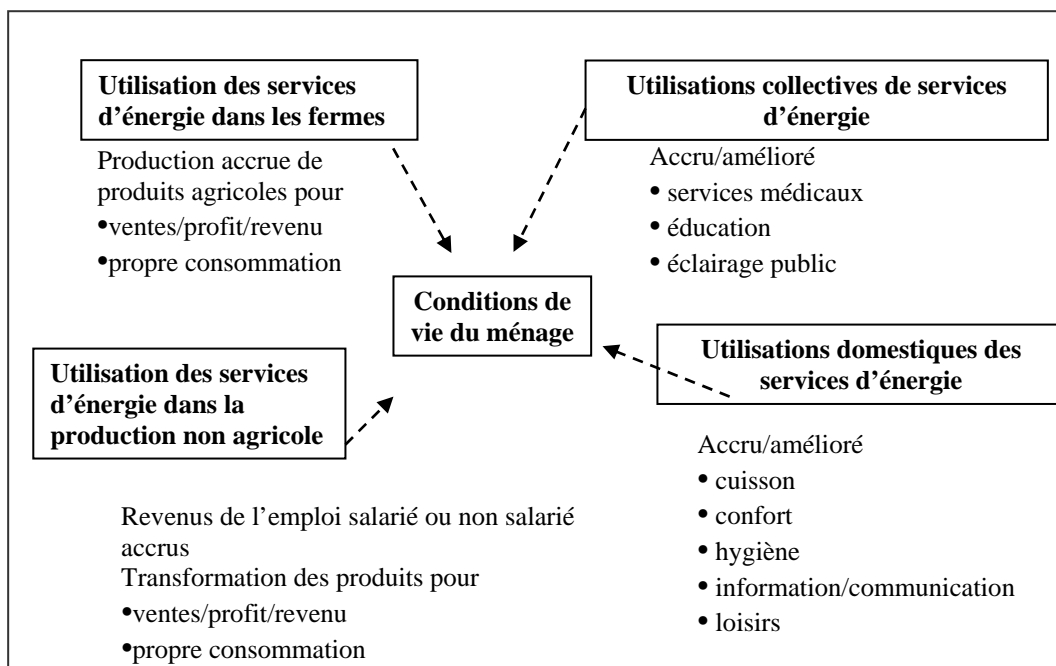 Utilisation des services
d’énergie dans les fermes
Production accrue de
produits agricoles pour
•ventes/profit/revenu
•propre consommation
Utilisations collectives de services
d’énergie
Accru/amélioré
• services médicaux
• éducation
• éclairage public
Conditions de
vie du ménage
Utilisation des services
d’énergie dans la
production non agricole
Revenus de l’emploi salarié ou non salarié
accrus
Transformation des produits pour
•ventes/profit/revenu
•propre consommation
Utilisations domestiques des
services d’énergie
Accru/amélioré
• cuisson
• confort
• hygiène
• information/communication
• loisirs